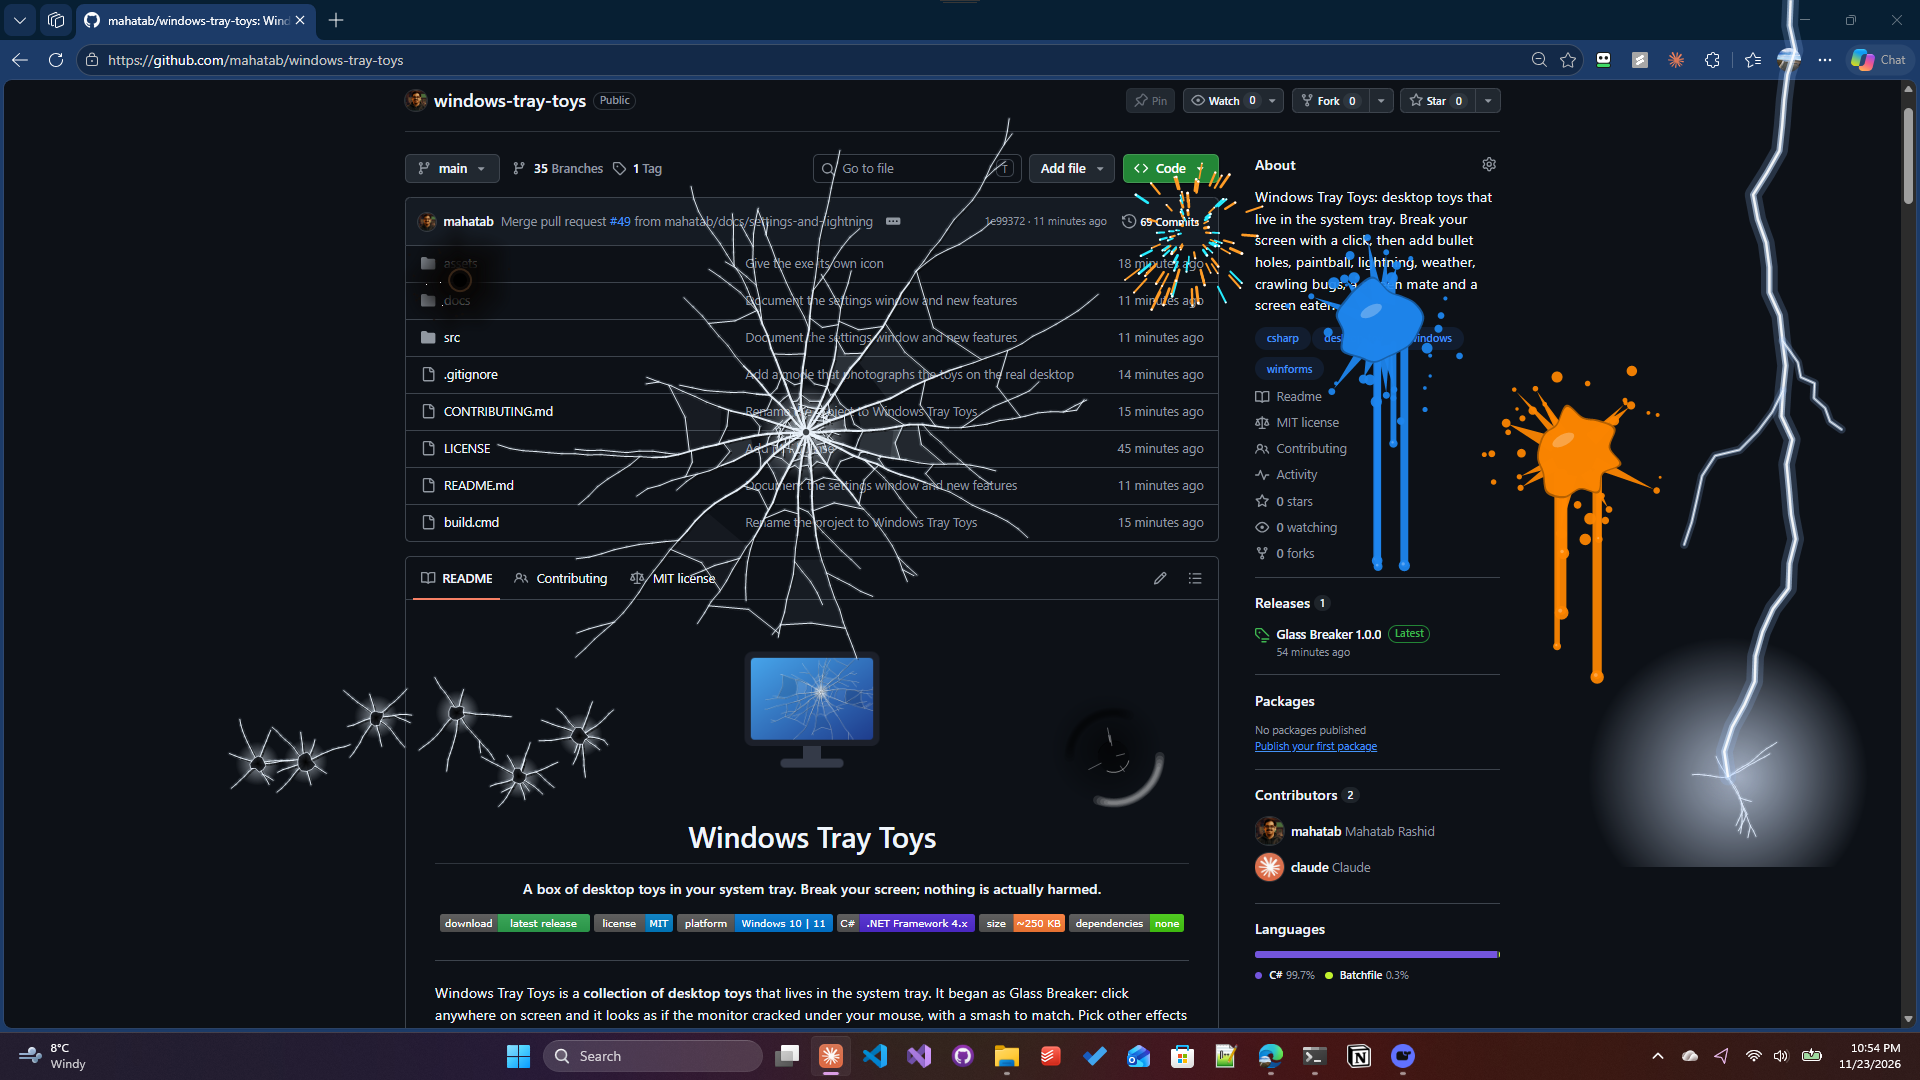 mahatab/windows-tray-toys: Wind
https://github.com/mahatab/windows-tray-toys
Chat
windows-tray-toys Public
Pin
Watch 0
Fork 0
Star 0
main
35 Branches
1 Tag
Go to file
T
Add file
Code
mahatab Merge pull request #49 from mahatab/docs/settings-and-lightning
1e99372 · 11 minutes ago
69 Commits
assets
Give the exe its own icon
18 minutes ago
docs
Document the settings window and new features
11 minutes ago
src
Document the settings window and new features
11 minutes ago
.gitignore
Add a mode that photographs the toys on the real desktop
14 minutes ago
CONTRIBUTING.md
Rename the project to Windows Tray Toys
15 minutes ago
LICENSE
45 minutes ago
README.md
Document the settings window and new features
11 minutes ago
build.cmd
Rename the project to Windows Tray Toys
15 minutes ago
README
Contributing
MIT license
Windows Tray Toys
A box of desktop toys in your system tray. Break your screen; nothing is actually harmed.
download latest release
license MIT
platform Windows 10 | 11
C# .NET Framework 4.x
size ~250 KB
dependencies none
Windows Tray Toys is a collection of desktop toys that lives in the system tray. It began as Glass Breaker: click
anywhere on screen and it looks as if the monitor cracked under your mouse, with a smash to match. Pick other effects
About
Windows Tray Toys: desktop toys that
live in the system tray. Break your
screen with a click, then add bullet
holes, paintball, lightning, weather,
crawling bugs, a mate and a
screen eater.
csharp
windows
winforms
Readme
MIT license
Contributing
Activity
0 stars
0 watching
0 forks
Releases 1
Glass Breaker 1.0.0 Latest
54 minutes ago
Packages
No packages published
Publish your first package
Contributors 2
mahatab Mahatab Rashid
claude Claude
Languages
C# 99.7%
Batchfile 0.3%
8°C
Windy
Search
10:54 PM
11/23/2026